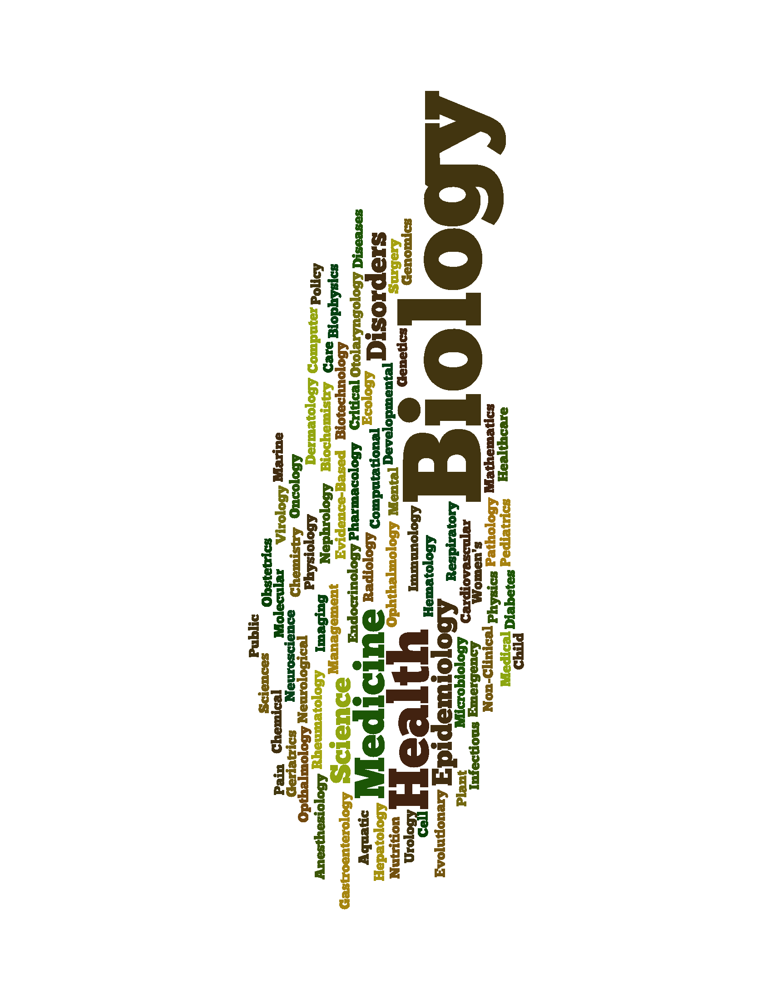 Public
Sciences
Obstetrics
Pain
Chemical
Molecular
Virology
Marine
Geriatrics
Neuroscience
Chemistry
Oncology
Opthalmology
Neurological
Physiology
Dermatology
Computer
Policy
Anesthesiology
Rheumatology
Imaging
Nephrology
Biochemistry
Care
Biophysics
Science
Management
Evidence-Based
Biotechnology
Gastroenterology
Endocrinology
Pharmacology
Critical
Otolaryngology
Diseases
Aquatic
Medicine
Radiology
Computational
Ecology
Disorders
Hepatology
Ophthalmology
Mental
Developmental
Surgery
Nutrition
Health
Immunology
Genetics
Genomics
Urology
Cell
Hematology
Biology
Evolutionary
Epidemiology
Respiratory
Plant
Microbiology
Cardiovascular
Infectious
Emergency
Women's
Non-Clinical
Physics
Pathology
Mathematics
Medical
Diabetes
Pediatrics
Healthcare
Child